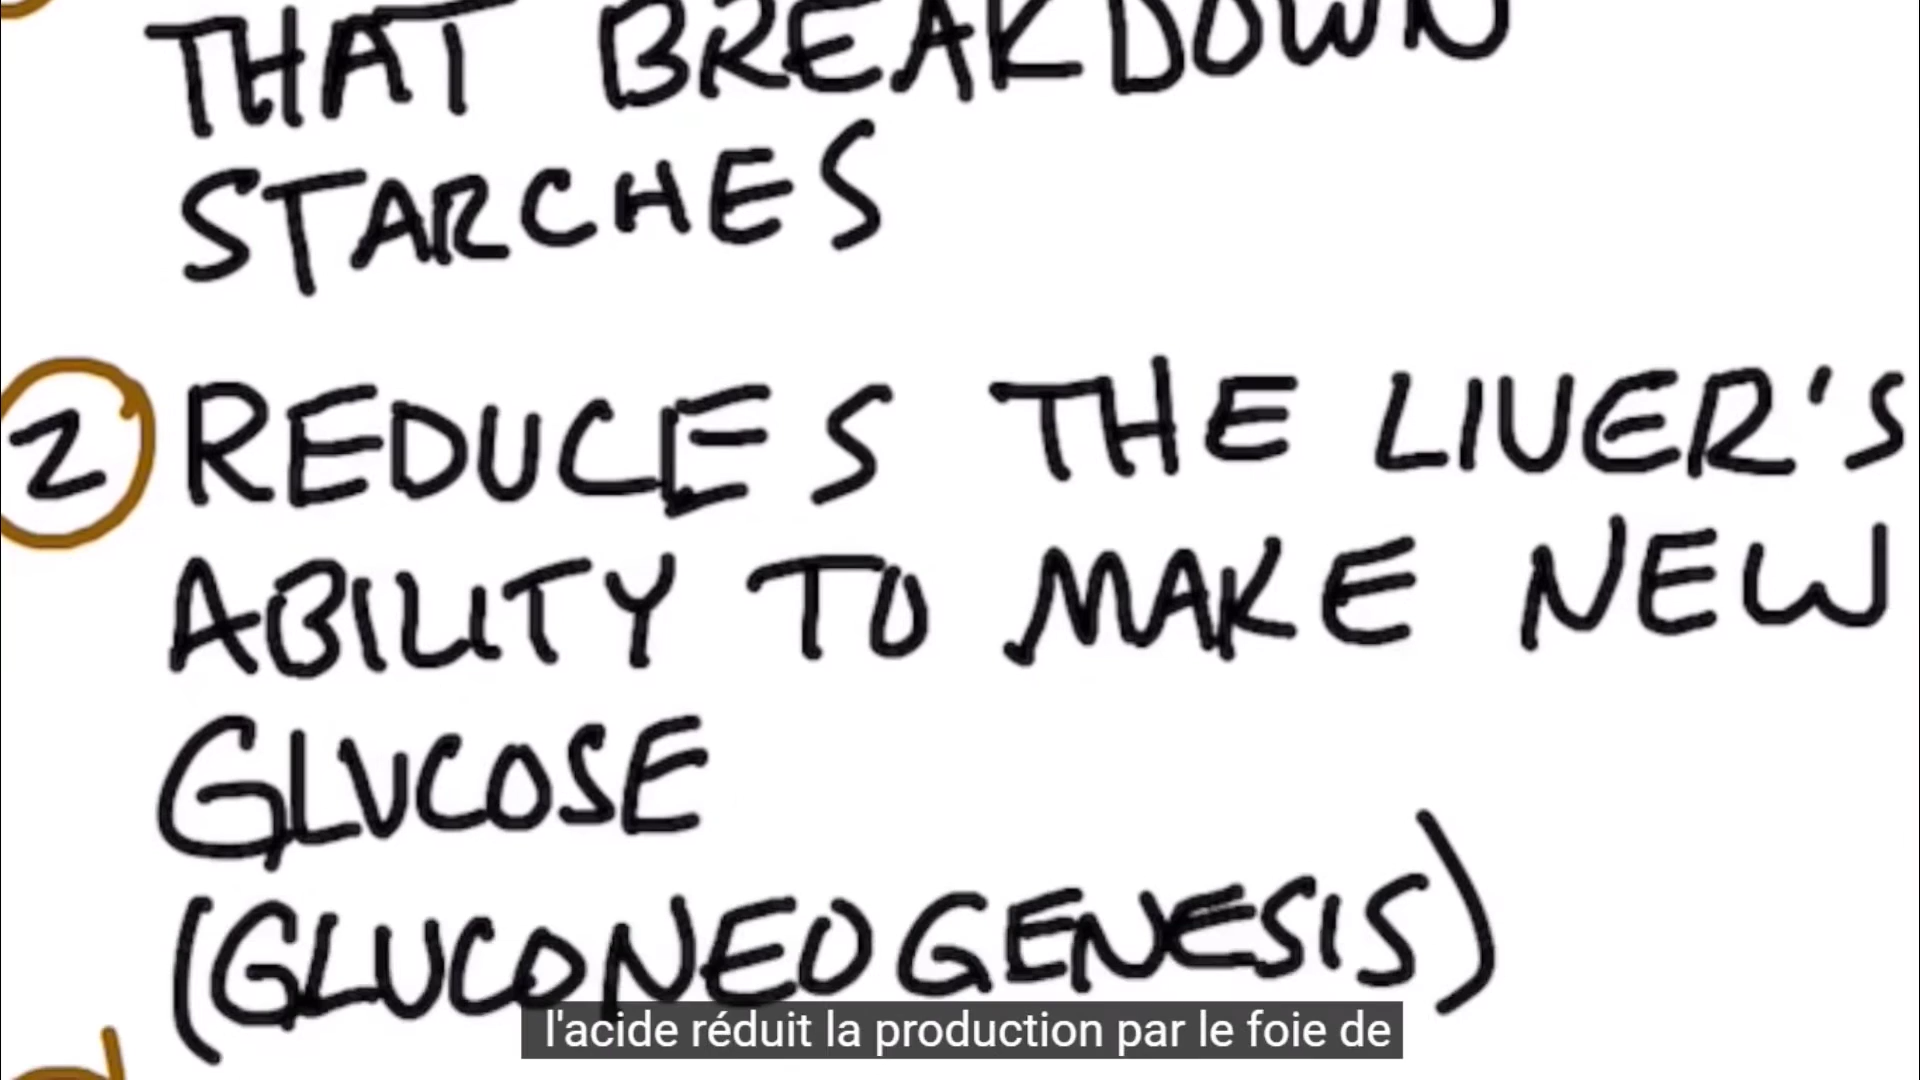 THAT BREAKDOWN
STARCHES
2 REDUCES THE LIVER'S
ABILITY TO MAKE NEW
GLUCOSE
(GLUCONEOGENESIS)
l'acide réduit la production par le foie de